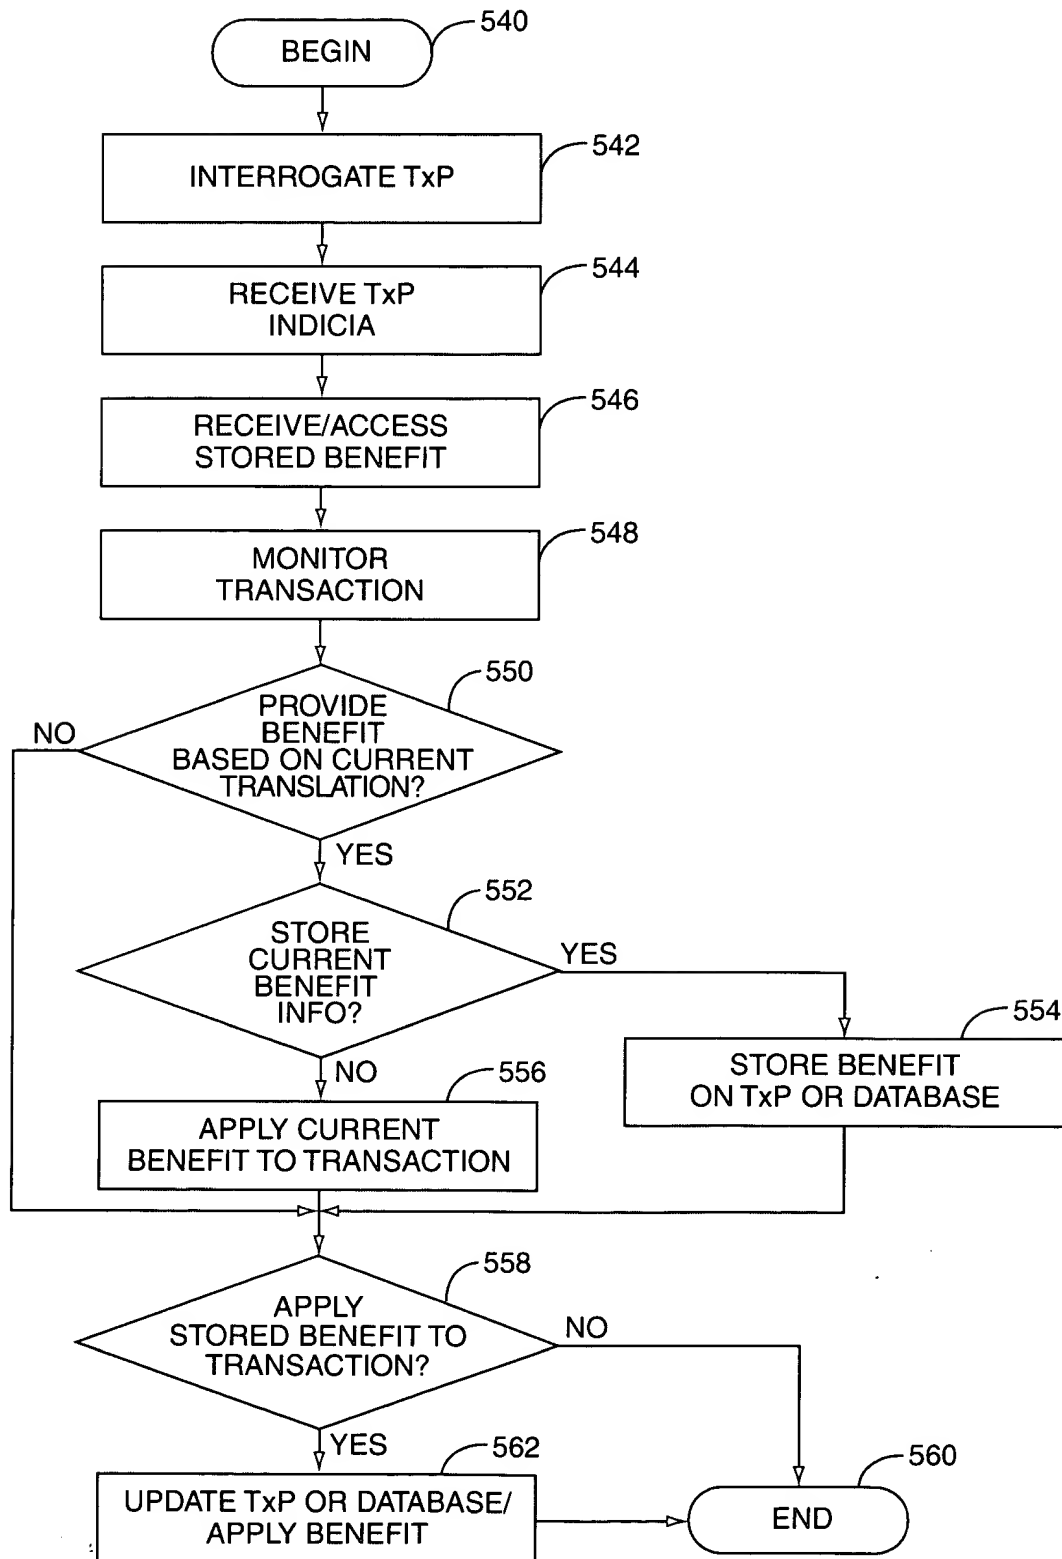 BEGIN
540
INTERROGATE TxP
542
RECEIVE TxP
INDICIA
544
RECEIVE/ACCESS
STORED BENEFIT
546
MONITOR
TRANSACTION
548
PROVIDE
BENEFIT
BASED ON CURRENT
TRANSLATION?
550
NO
YES
STORE
CURRENT
BENEFIT
INFO?
552
YES
NO
STORE BENEFIT
ON TxP OR DATABASE
554
APPLY CURRENT
BENEFIT TO TRANSACTION
556
APPLY
STORED BENEFIT TO
TRANSACTION?
558
NO
YES
UPDATE TxP OR DATABASE/
APPLY BENEFIT
562
END
560